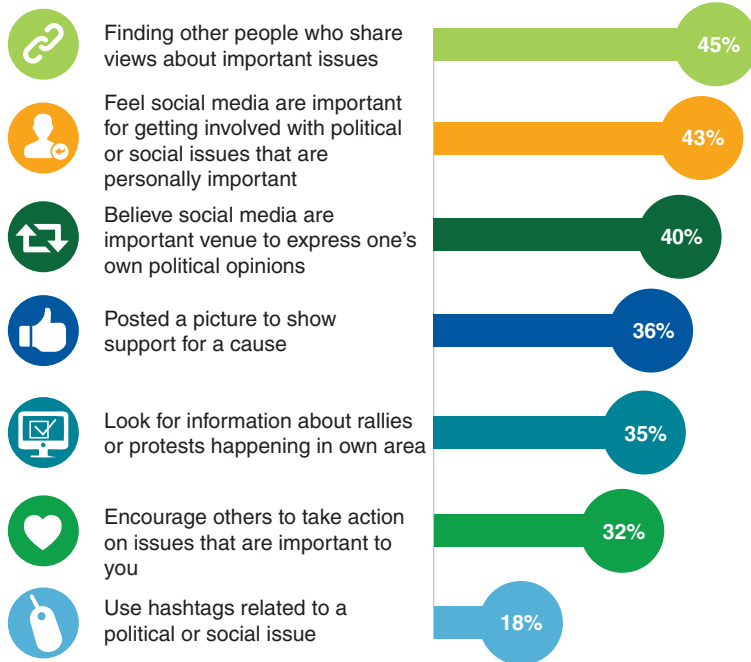 Finding other people who share
views about important issues
45%
Feel social media are important
for getting involved with political
or social issues that are
personally important
43%
Believe social media are
important venue to express one's
own political opinions
40%
Posted a picture to show
support for a cause
36%
Look for information about rallies
or protests happening in own area
35%
Encourage others to take action
on issues that are important to
you
32%
Use hashtags related to a
political or social issue
18%